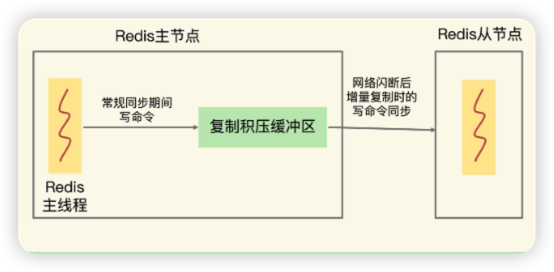 Redis主节点
Redis从节点
常规同步期间
写命令
复制积压缓冲区
网络闪断后
增量复制时的
写命令同步
Redis
主线程